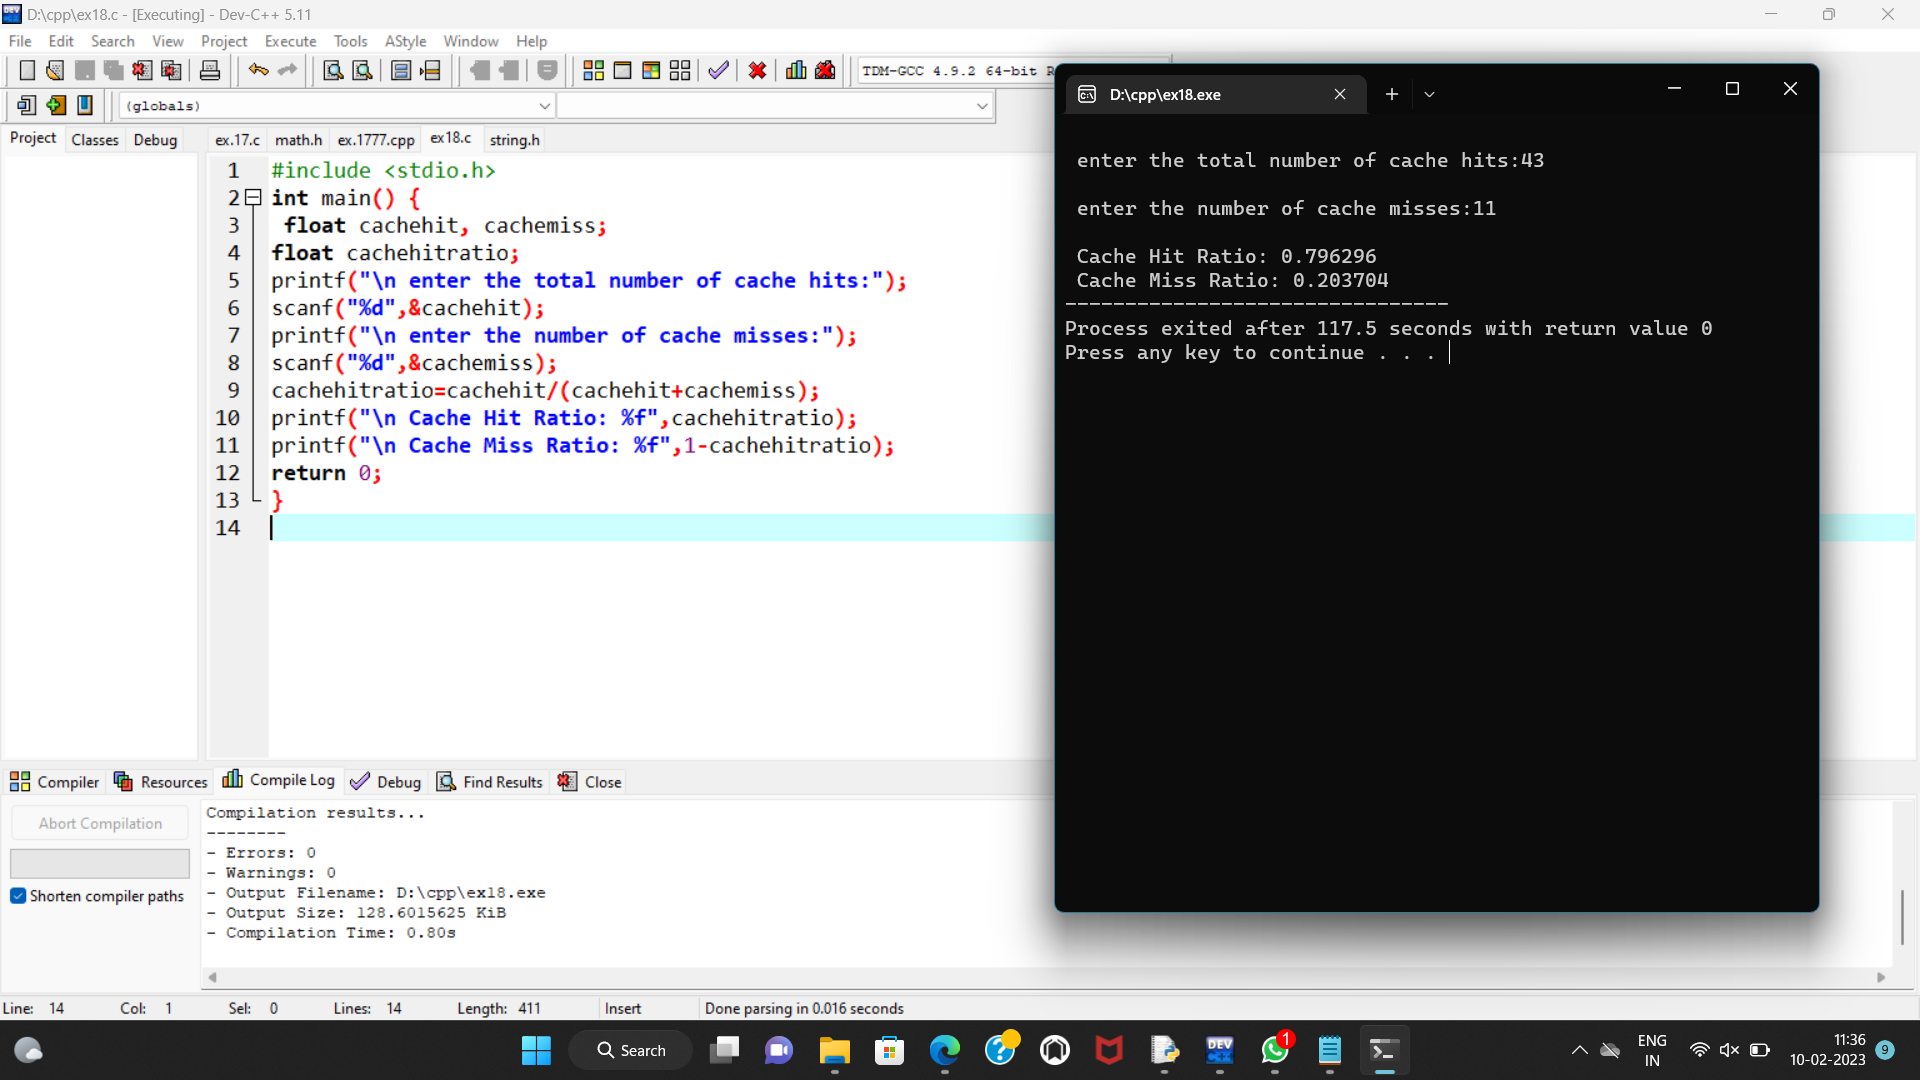 D:\cpp\ex18.c - [Executing] - Dev-C++ 5.11
File Edit Search View Project Execute Tools AStyle Window Help
TDM-GCC 4.9.2 64-bit R
(globals)
Project Classes Debug
ex.17.c math.h ex.1777.cpp ex18.c string.h
1 #include <stdio.h>
2 int main() {
3 float cachehit, cachemiss;
4 float cachehitratio;
5 printf("\n enter the total number of cache hits:");
6 scanf("%d",&cachehit);
7 printf("\n enter the number of cache misses:");
8 scanf("%d",&cachemiss);
9 cachehitratio=cachehit/(cachehit+cachemiss);
10 printf("\n Cache Hit Ratio: %f",cachehitratio);
11 printf("\n Cache Miss Ratio: %f",1-cachehitratio);
12 return 0;
13 }
14
D:\cpp\ex18.exe
enter the total number of cache hits:43
enter the number of cache misses:11
Cache Hit Ratio: 0.796296
Cache Miss Ratio: 0.203704
--------------------------------
Process exited after 117.5 seconds with return value 0
Press any key to continue . . .
Compiler Resources Compile Log Debug Find Results Close
Abort Compilation
Shorten compiler paths
Compilation results...
--------
- Errors: 0
- Warnings: 0
- Output Filename: D:\cpp\ex18.exe
- Output Size: 128.6015625 KiB
- Compilation Time: 0.80s
Line: 14 Col: 1 Sel: 0 Lines: 14 Length: 411 Insert Done parsing in 0.016 seconds
Search
DEV C++
1
ENG
IN
11:36
10-02-2023
9